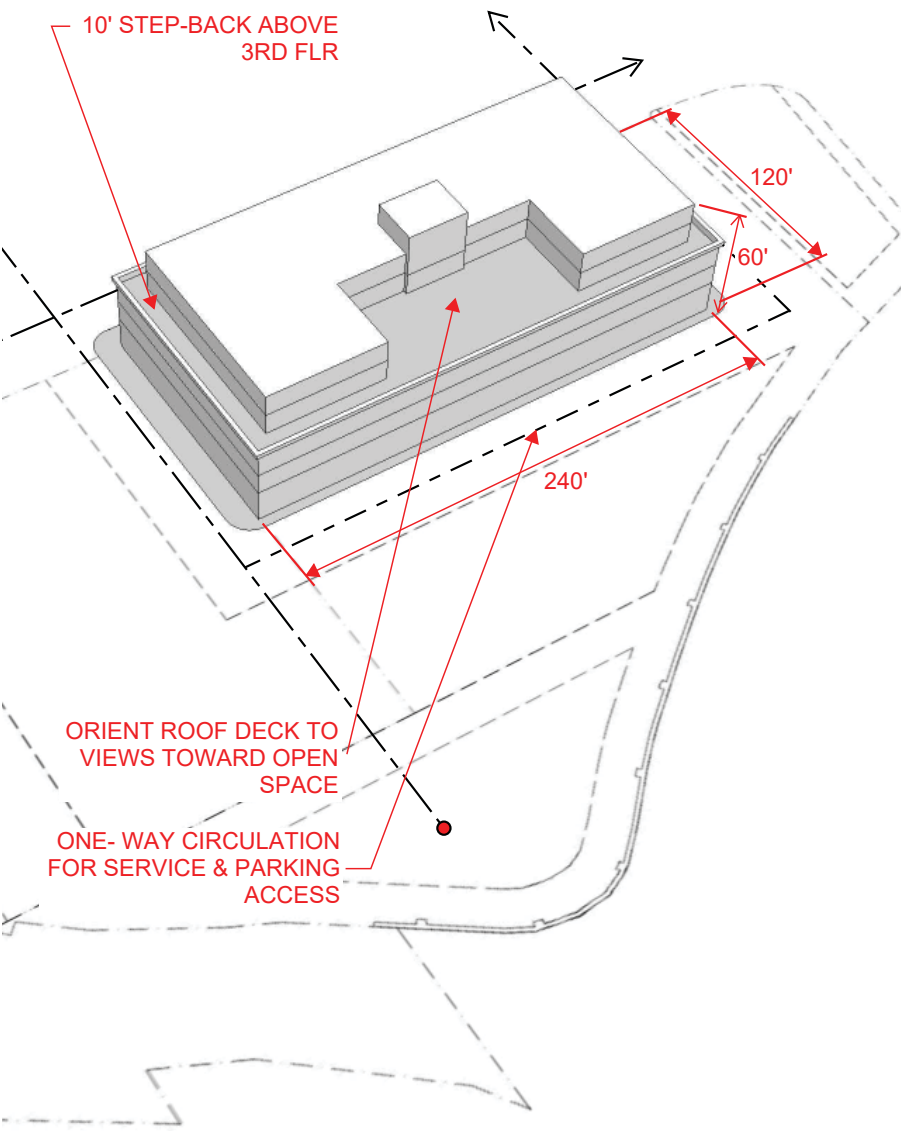 10' STEP-BACK ABOVE
3RD FLR
120'
60'
240'
ORIENT ROOF DECK TO
VIEWS TOWARD OPEN
SPACE
ONE- WAY CIRCULATION
FOR SERVICE & PARKING
ACCESS